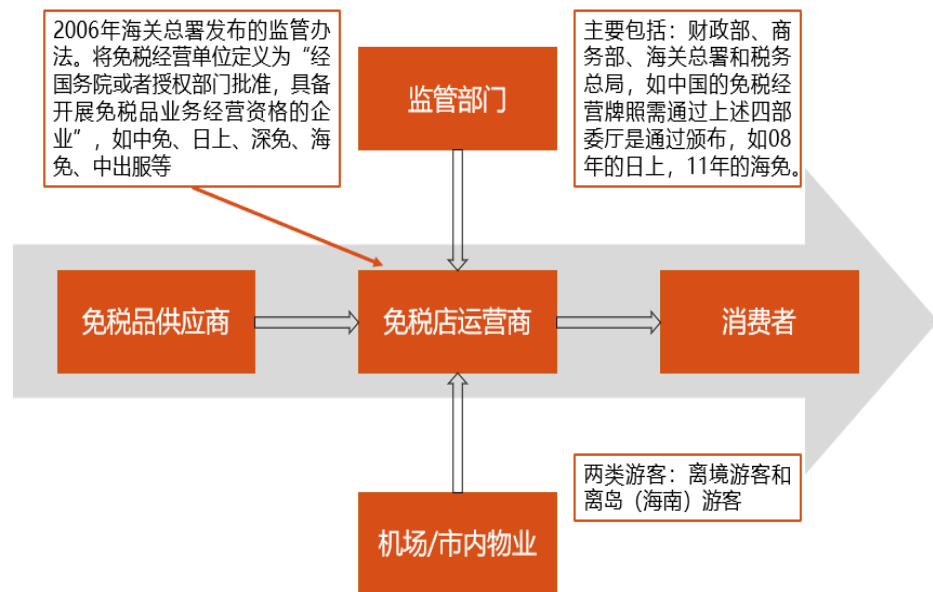 2006年海关总署发布的监管办
法。将免税经营单位定义为“经
国务院或者授权部门批准，具备
开展免税品业务经营资格的企
业”，如中免、日上、深免、海
免、中出服等
监管部门
主要包括：财政部、商
务部、海关总署和税务
总局，如中国的免税经
营牌照需通过上述四部
委厅是通过颁布，如08
年的日上，11年的海免。
免税品供应商
免税店运营商
消费者
两类游客：离境游客和
离岛（海南）游客
机场/市内物业